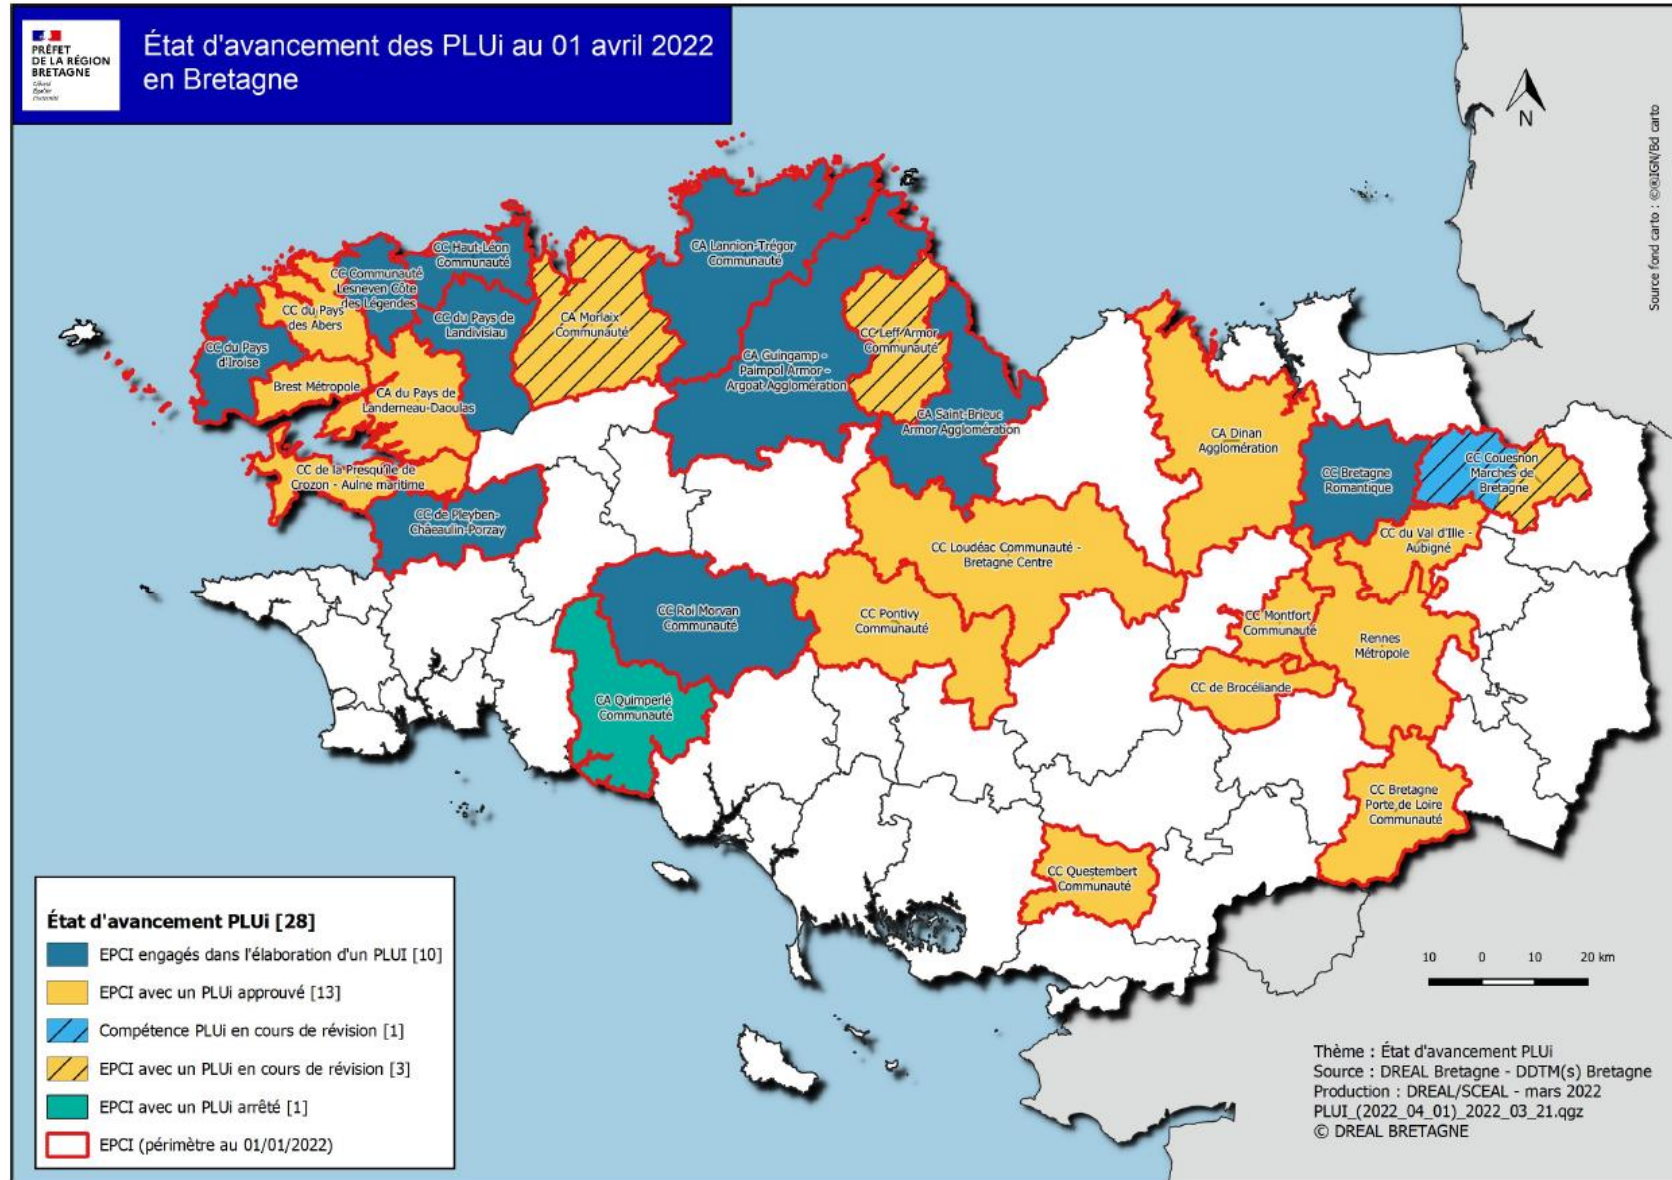 PRÉFET
DE LA RÉGION
BRETAGNE
Liberté
Égalité
Fraternité
État d'avancement des PLUi au 01 avril 2022
en Bretagne
N
Source fond carto : ©®IGN/Bd carto
CC Haut-Léon
Communauté
CC Communauté
Lesneven Côte
des Légendes
CC du Pays
des Abers
CC du Pays
d'Iroise
Brest Métropole
CC du Pays de
Landivisiau
CA du Pays de
Landerneau-Daoulas
CA Morlaix
Communauté
CA Lannion-Trégor
Communauté
CA Guingamp -
Paimpol Armor -
Argoat Agglomération
CC Leff Armor
Communauté
CA Saint-Brieuc
Armor Agglomération
CC de la Presqu'île de
Crozon - Aulne maritime
CC de Pleyben-
Châeaulin-Porzay
CA Dinan
Agglomération
CC Bretagne
Romantique
CC Couesnon
Marches de
Bretagne
CC du Val d'Ille -
Aubigné
CC Loudéac Communauté -
Bretagne Centre
CC Roi Morvan
Communauté
CC Pontivy
Communauté
CC Montfort
Communauté
Rennes
Métropole
CC de Brocéliande
CA Quimperlé
Communauté
CC Bretagne
Porte de Loire
Communauté
CC Questembert
Communauté
État d'avancement PLUi [28]
EPCI engagés dans l'élaboration d'un PLUI [10]
EPCI avec un PLUi approuvé [13]
Compétence PLUi en cours de révision [1]
EPCI avec un PLUi en cours de révision [3]
EPCI avec un PLUi arrêté [1]
EPCI (périmètre au 01/01/2022)
10 0 10 20 km
Thème : État d'avancement PLUi
Source : DREAL Bretagne - DDTM(s) Bretagne
Production : DREAL/SCEAL - mars 2022
PLUI_(2022_04_01)_2022_03_21.qgz
© DREAL BRETAGNE